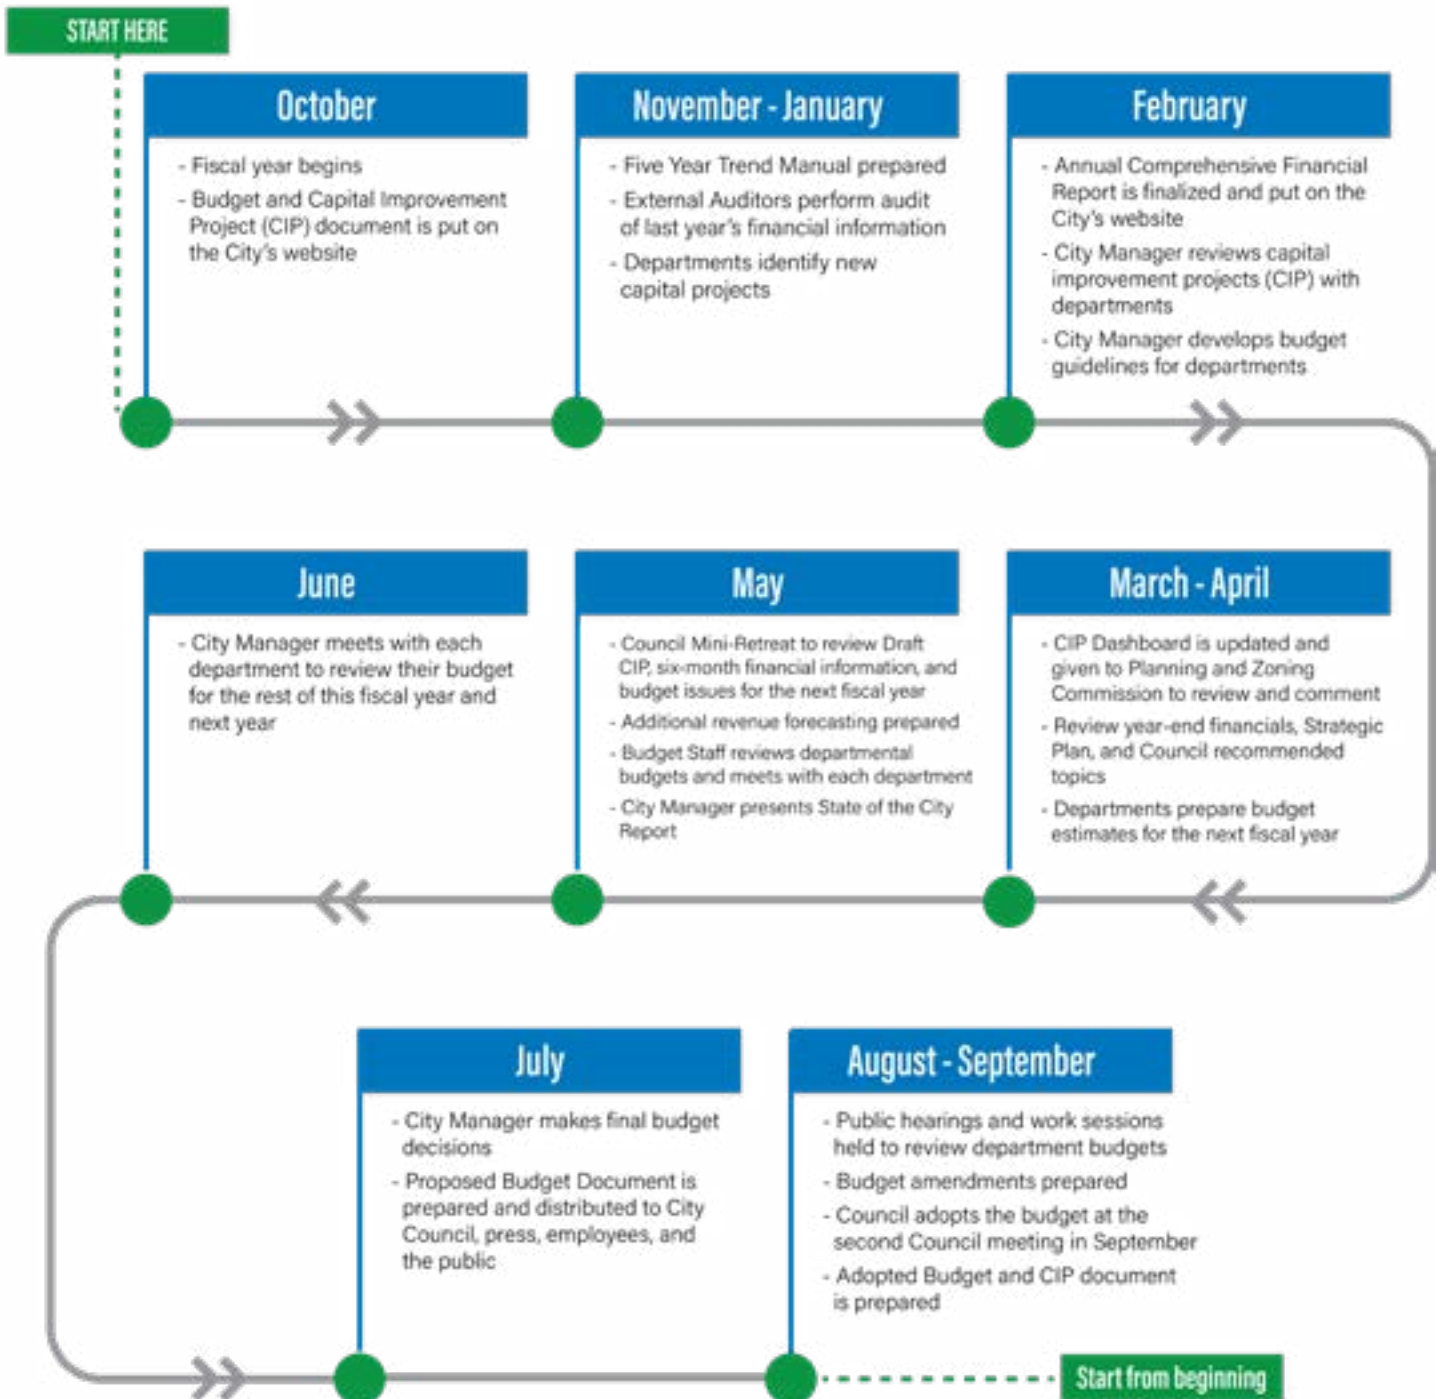 START HERE
October
- Fiscal year begins
- Budget and Capital Improvement
Project (CIP) document is put on
the City's website
November - January
- Five Year Trend Manual prepared
- External Auditors perform audit
of last year's financial information
- Departments identify new
capital projects
February
- Annual Comprehensive Financial
Report is finalized and put on the
City's website
- City Manager reviews capital
improvement projects (CIP) with
departments
- City Manager develops budget
guidelines for departments
March - April
- CIP Dashboard is updated and
given to Planning and Zoning
Commission to review and comment
- Review year-end financials, Strategic
Plan, and Council recommended
topics
- Departments prepare budget
estimates for the next fiscal year
May
- Council Mini-Retreat to review Draft
CIP, six-month financial information, and
budget issues for the next fiscal year
- Additional revenue forecasting prepared
- Budget Staff reviews departmental
budgets and meets with each department
- City Manager presents State of the City
Report
June
- City Manager meets with each
department to review their budget
for the rest of this fiscal year and
next year
July
- City Manager makes final budget
decisions
- Proposed Budget Document is
prepared and distributed to City
Council, press, employees, and
the public
August - September
- Public hearings and work sessions
held to review department budgets
- Budget amendments prepared
- Council adopts the budget at the
second Council meeting in September
- Adopted Budget and CIP document
is prepared
Start from beginning